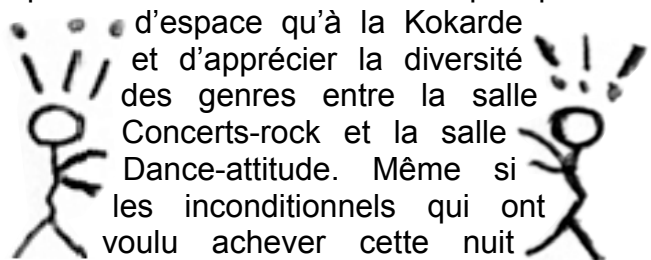 d'espace qu'à la Kokarde
et d'apprécier la diversité
des genres entre la salle
Concerts-rock et la salle
Dance-attitude. Même si
les inconditionnels qui ont
voulu achever cette nuit